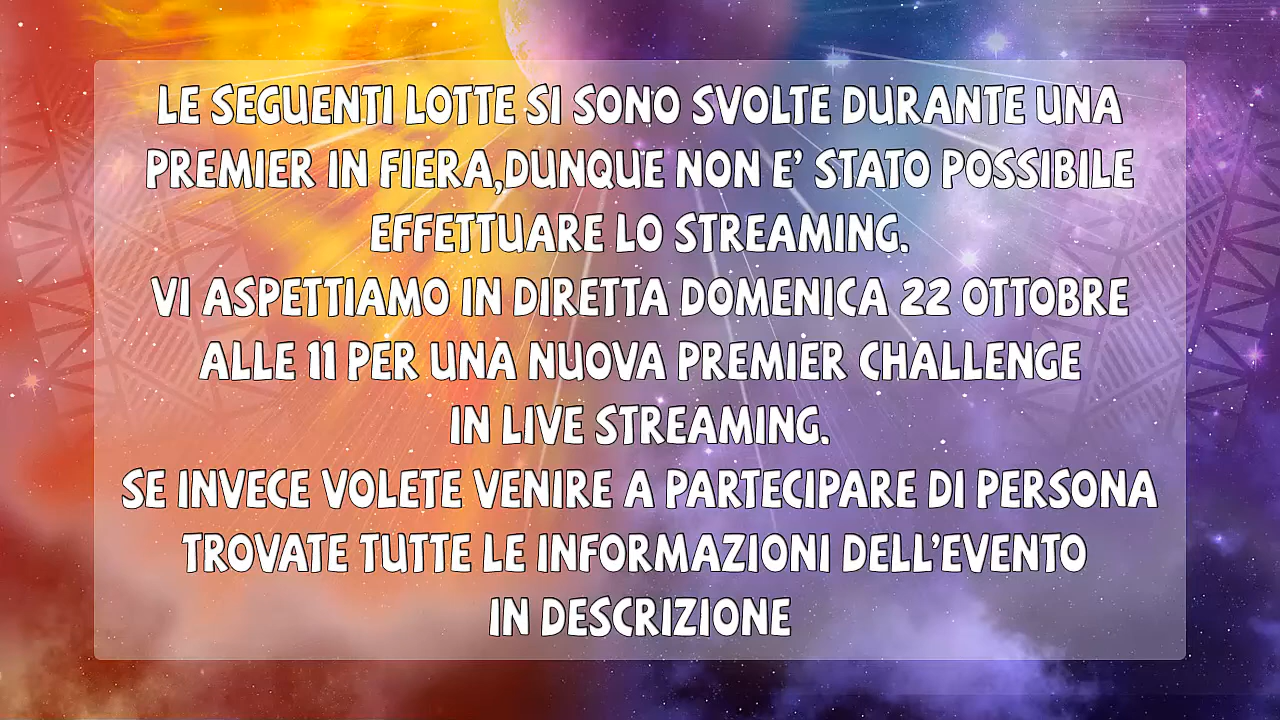 LE SEGUENTI LOTTE SI SONO SVOLTE DURANTE UNA
PREMIER IN FIERA,DUNQUE NON E' STATO POSSIBILE
EFFETTUARE LO STREAMING.
VI ASPETTIAMO IN DIRETTA DOMENICA 22 OTTOBRE
ALLE 11 PER UNA NUOVA PREMIER CHALLENGE
IN LIVE STREAMING.
SE INVECE VOLETE VENIRE A PARTECIPARE DI PERSONA
TROVATE TUTTE LE INFORMAZIONI DELL'EVENTO
IN DESCRIZIONE